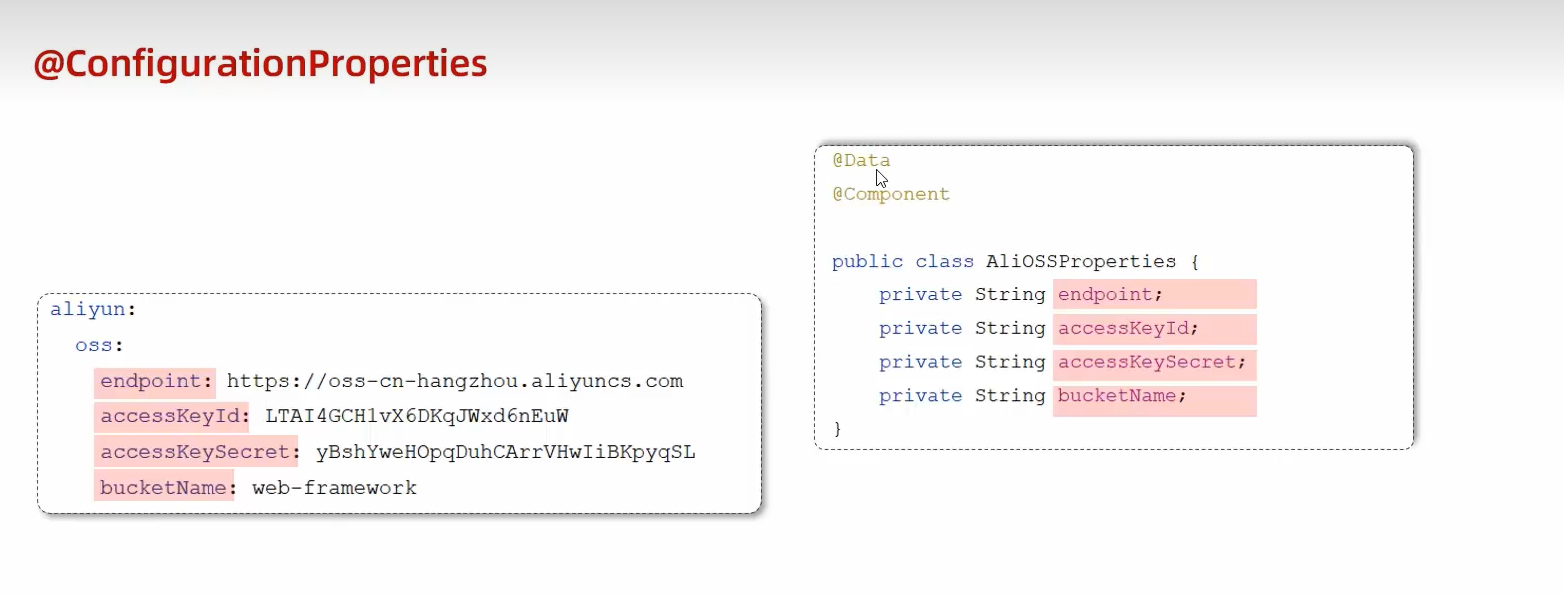 @ConfigurationProperties
aliyun:
oss:
endpoint: https://oss-cn-hangzhou.aliyuncs.com
accessKeyId: LTAI4GCH1vX6DKqJWxd6nEuW
accessKeySecret: yBshYweHOpqDuhCArrVHwIiBKpyqSL
bucketName: web-framework
@Data
@Component
public class AliOSSProperties {
private String endpoint;
private String accessKeyId;
private String accessKeySecret;
private String bucketName;
}